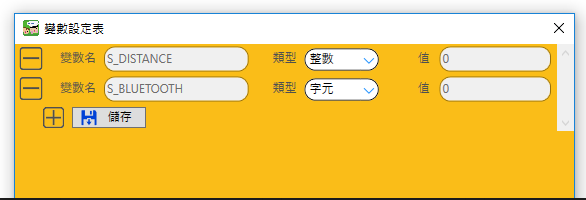 變數設定表
變數名 S_DISTANCE 類型 整數 值 0
變數名 S_BLUETOOTH 類型 字元 值 0
儲存